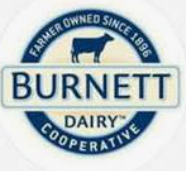 FARMER OWNED SINCE 1896
BURNETT
DAIRY™
COOPERATIVE